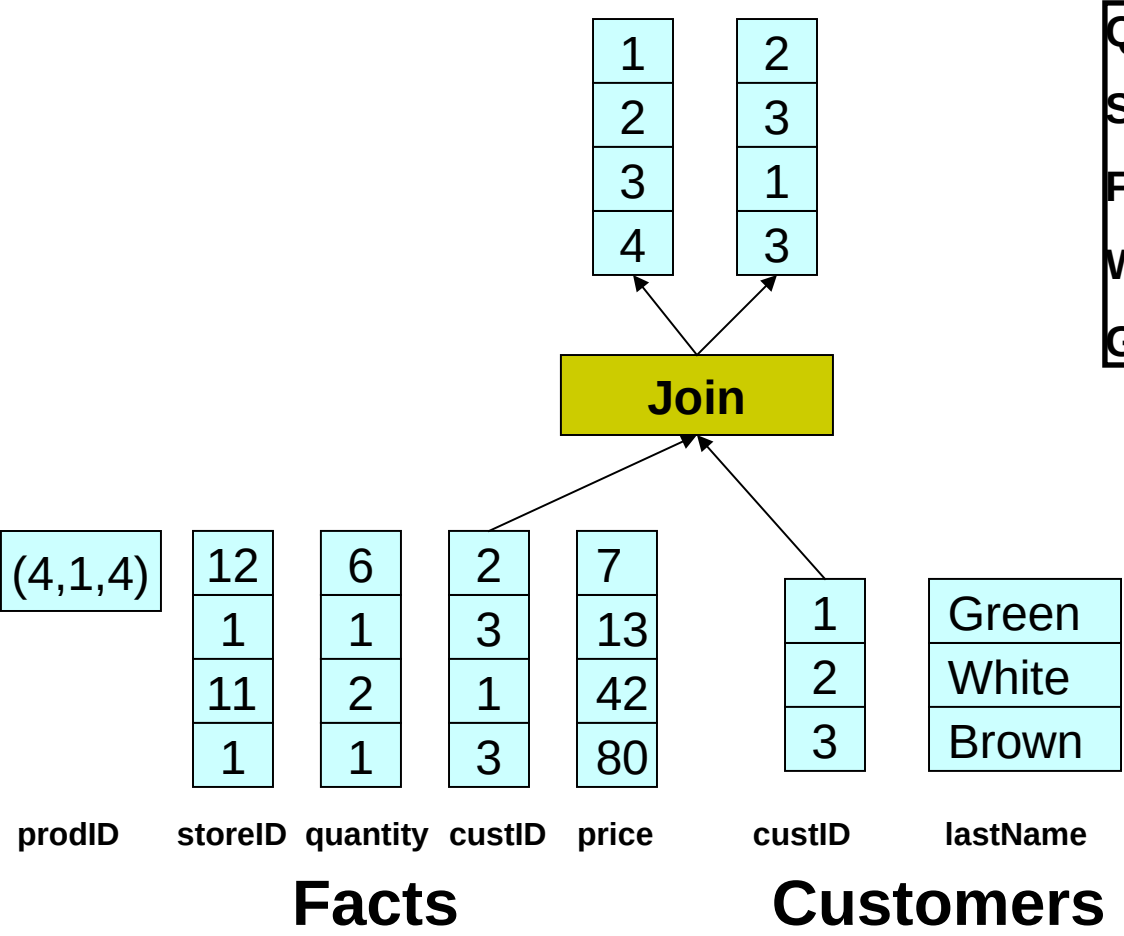 1 2
2 3
3 1
4 3
Join
(4,1,4)
12 6 2 7
1 1 3 13
11 2 1 42
1 1 3 80
1 Green
2 White
3 Brown
prodID storeID quantity custID price custID lastName
Facts Customers